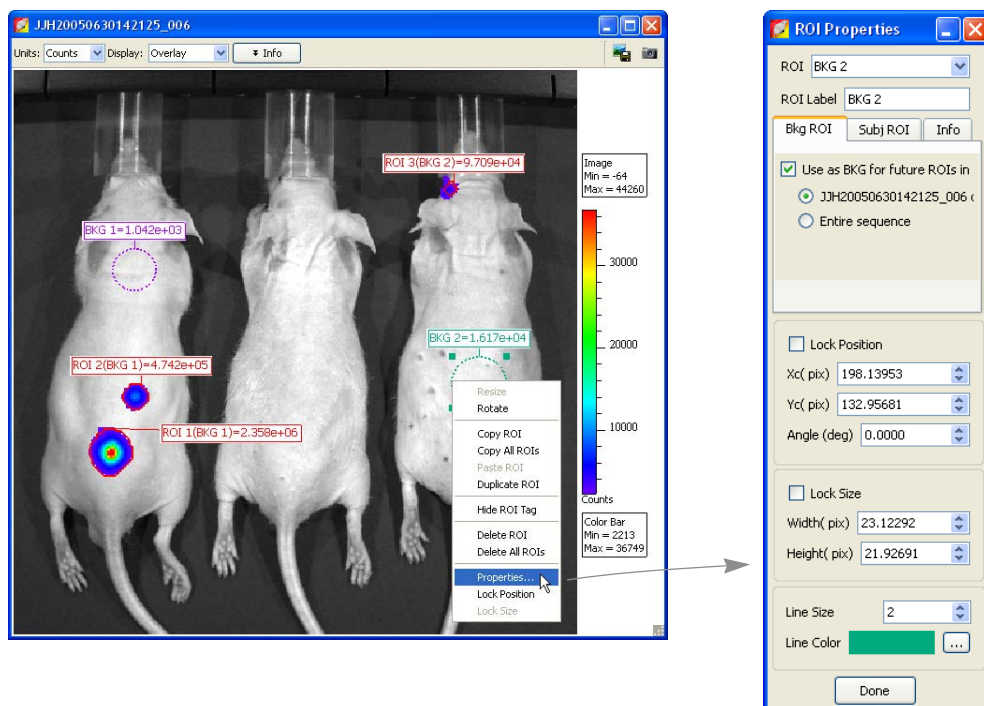 JJH20050630142125_006
Units: Counts Display: Overlay Info
ROI 3(BKG 2)=9.709e+04
BKG 1=1.042e+03
BKG 2=1.617e+04
ROI 2(BKG 1)=4.742e+05
ROI 1(BKG 1)=2.358e+06
Image
Min = -64
Max = 44260
30000
20000
10000
Counts
Color Bar
Min = 2213
Max = 36749
Resize
Rotate
Copy ROI
Copy All ROIs
Paste ROI
Duplicate ROI
Hide ROI Tag
Delete ROI
Delete All ROIs
Properties...
Lock Position
Lock Size
ROI Properties
ROI BKG 2
ROI Label BKG 2
Bkg ROI Subj ROI Info
Use as BKG for future ROIs in
JJH20050630142125_006
Entire sequence
Lock Position
Xc( pix) 198.13953
Yc( pix) 132.95681
Angle (deg) 0.0000
Lock Size
Width( pix) 23.12292
Height( pix) 21.92691
Line Size 2
Line Color ...
Done